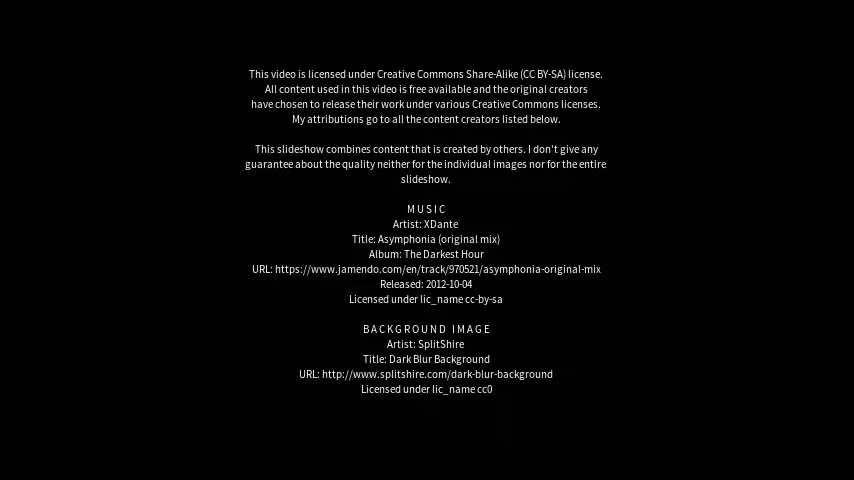 This video is licensed under Creative Commons Share-Alike (CC BY-SA) license.
All content used in this video is free available and the original creators
have chosen to release their work under various Creative Commons licenses.
My attributions go to all the content creators listed below.
This slideshow combines content that is created by others. I don't give any
guarantee about the quality neither for the individual images nor for the entire
slideshow.
MUSIC
Artist: XDante
Title: Asymphonia (original mix)
Album: The Darkest Hour
URL: https://www.jamendo.com/en/track/970521/asymphonia-original-mix
Released: 2012-10-04
Licensed under lic_name cc-by-sa
BACKGROUND IMAGE
Artist: SplitShire
Title: Dark Blur Background
URL: http://www.splitshire.com/dark-blur-background
Licensed under lic_name cc0